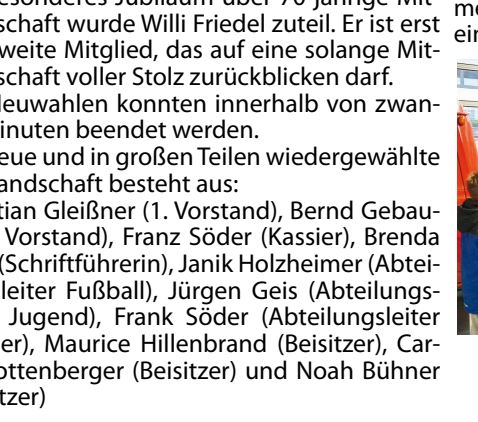 esonderes Jubiläum über 70-jährige Mit-
schaft wurde Willi Friedel zuteil. Er ist erst
weite Mitglied, das auf eine solange Mit-
schaft voller Stolz zurückblicken darf.
Neuwahlen konnten innerhalb von zwan-
inuten beendet werden.
eue und in großen Teilen wiedergewählte
andschaft besteht aus:
tian Gleißner (1. Vorstand), Bernd Gebau-
Vorstand), Franz Söder (Kassier), Brenda
(Schriftführerin), Janik Holzheimer (Abtei-
leiter Fußball), Jürgen Geis (Abteilungs-
Jugend), Frank Söder (Abteilungsleiter
er), Maurice Hillenbrand (Beisitzer), Car-
ottenberger (Beisitzer) und Noah Bühner
tzer)
me
ein